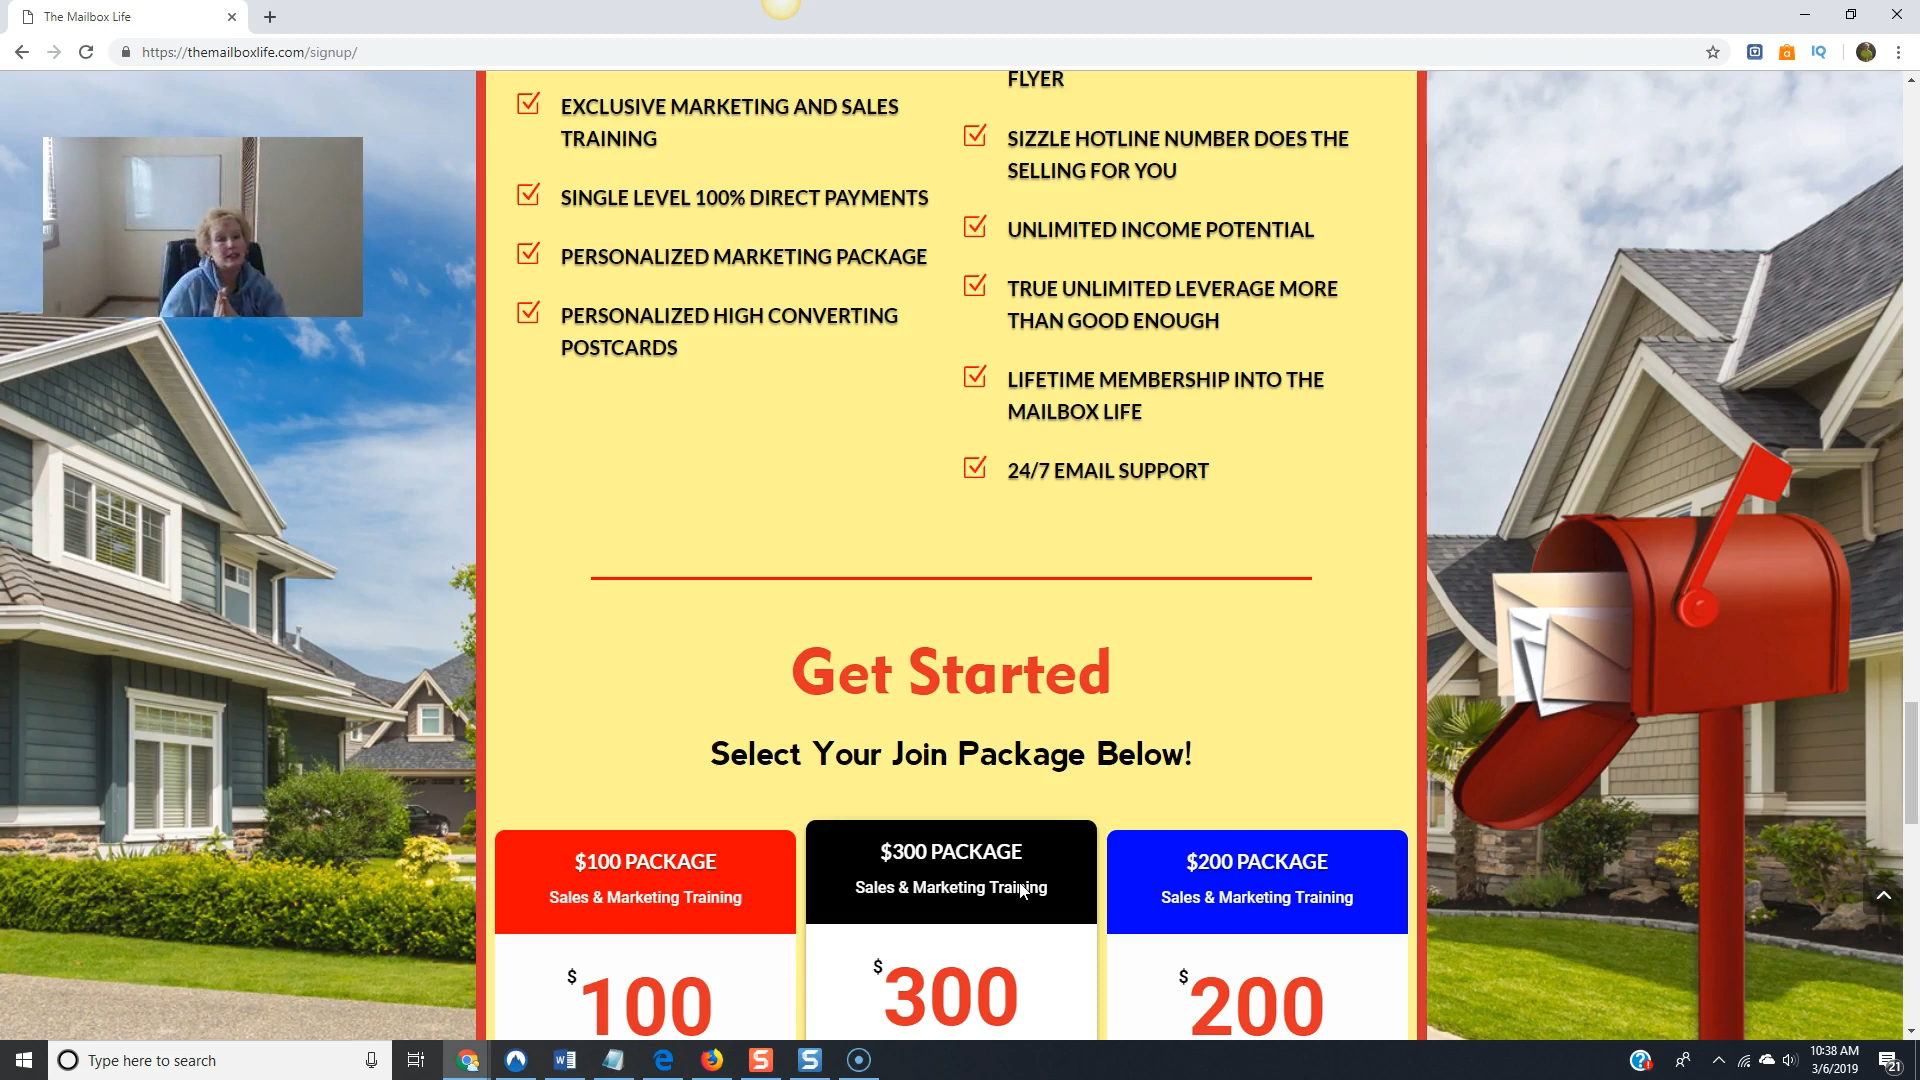 The Mailbox Life
https://themailboxlife.com/signup/
EXCLUSIVE MARKETING AND SALES
TRAINING
SINGLE LEVEL 100% DIRECT PAYMENTS
PERSONALIZED MARKETING PACKAGE
PERSONALIZED HIGH CONVERTING
POSTCARDS
FLYER
SIZZLE HOTLINE NUMBER DOES THE
SELLING FOR YOU
UNLIMITED INCOME POTENTIAL
TRUE UNLIMITED LEVERAGE MORE
THAN GOOD ENOUGH
LIFETIME MEMBERSHIP INTO THE
MAILBOX LIFE
24/7 EMAIL SUPPORT
Get Started
Select Your Join Package Below!
$100 PACKAGE
Sales & Marketing Training
$100
$300 PACKAGE
Sales & Marketing Training
$300
$200 PACKAGE
Sales & Marketing Training
$200
Type here to search
10:38 AM
3/6/2019
21